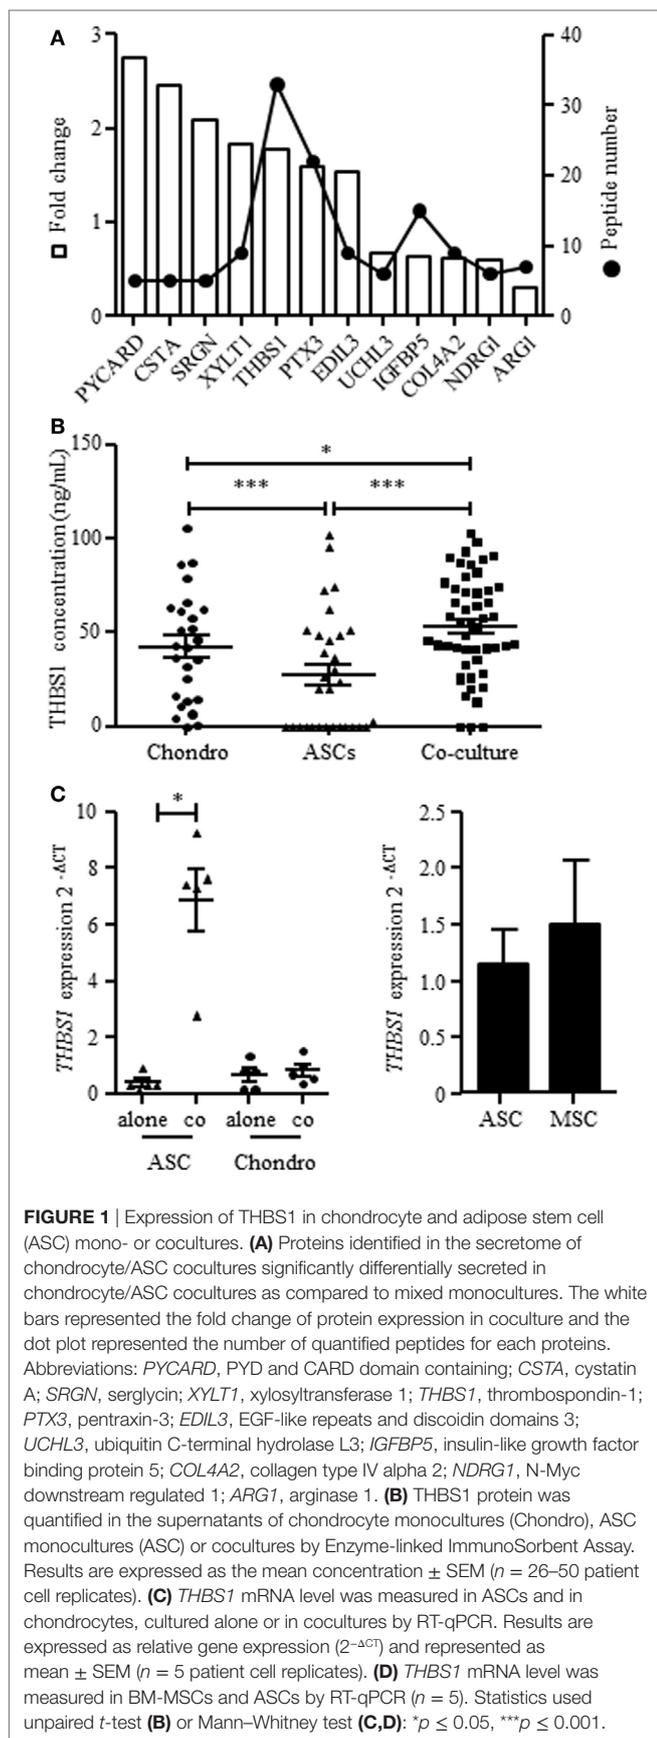 A
3
2
1
0
Fold change
40
30
20
10
0
Peptide number
PYCARD
CSTA
SRGN
XYLT1
THBS1
PTX3
EDIL3
UCHL3
IGFBP5
COL4A2
NDRG1
ARG1
B
THBS1 concentration (ng/mL)
150
100
50
0
*
***
***
Chondro ASCs Co-culture
C
THBS1 expression 2 -ΔCT
10
8
6
4
2
0
*
alone co alone co
ASC Chondro
THBS1 expression 2 -ΔCT
2.5
2.0
1.5
1.0
0.5
0
ASC MSC
FIGURE 1 | Expression of THBS1 in chondrocyte and adipose stem cell
(ASC) mono- or cocultures. (A) Proteins identified in the secretome of
chondrocyte/ASC cocultures significantly differentially secreted in
chondrocyte/ASC cocultures as compared to mixed monocultures. The white
bars represented the fold change of protein expression in coculture and the
dot plot represented the number of quantified peptides for each proteins.
Abbreviations: PYCARD, PYD and CARD domain containing; CSTA, cystatin
A; SRGN, serglycin; XYLT1, xylosyltransferase 1; THBS1, thrombospondin-1;
PTX3, pentraxin-3; EDIL3, EGF-like repeats and discoidin domains 3;
UCHL3, ubiquitin C-terminal hydrolase L3; IGFBP5, insulin-like growth factor
binding protein 5; COL4A2, collagen type IV alpha 2; NDRG1, N-Myc
downstream regulated 1; ARG1, arginase 1. (B) THBS1 protein was
quantified in the supernatants of chondrocyte monocultures (Chondro), ASC
monocultures (ASC) or cocultures by Enzyme-linked ImmunoSorbent Assay.
Results are expressed as the mean concentration ± SEM (n = 26–50 patient
cell replicates). (C) THBS1 mRNA level was measured in ASCs and in
chondrocytes, cultured alone or in cocultures by RT-qPCR. Results are
expressed as relative gene expression (2−ΔCT) and represented as
mean ± SEM (n = 5 patient cell replicates). (D) THBS1 mRNA level was
measured in BM-MSCs and ASCs by RT-qPCR (n = 5). Statistics used
unpaired t-test (B) or Mann–Whitney test (C,D): *p ≤ 0.05, ***p ≤ 0.001.